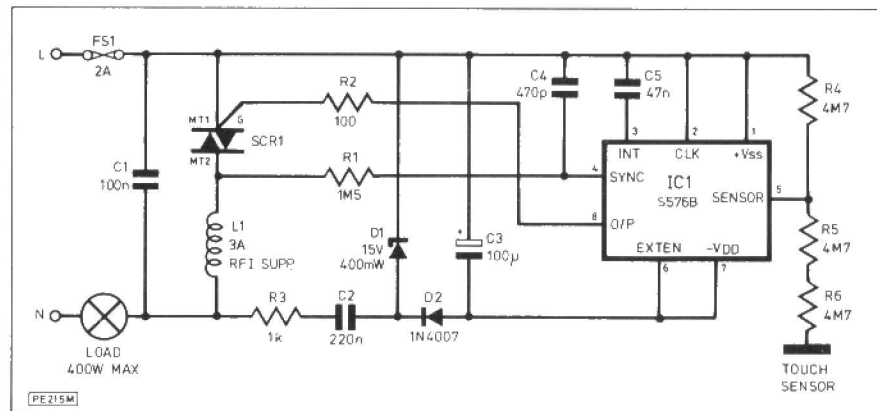 L
FS1
2A
C1
100n
MT1
G
MT2
SCR1
R2
100
R1
1M5
L1
3A
RFI SUPP.
D1
15V
400mW
+
C3
100µ
C4
470p
C5
47n
3
2
1
INT
CLK
+Vss
4
SYNC
IC1
S576B
SENSOR
5
8
O/P
EXTEN
-VDD
6
7
R4
4M7
R5
4M7
R6
4M7
N
LOAD
400W MAX
R3
1k
C2
220n
D2
1N4007
TOUCH
SENSOR
PE215M